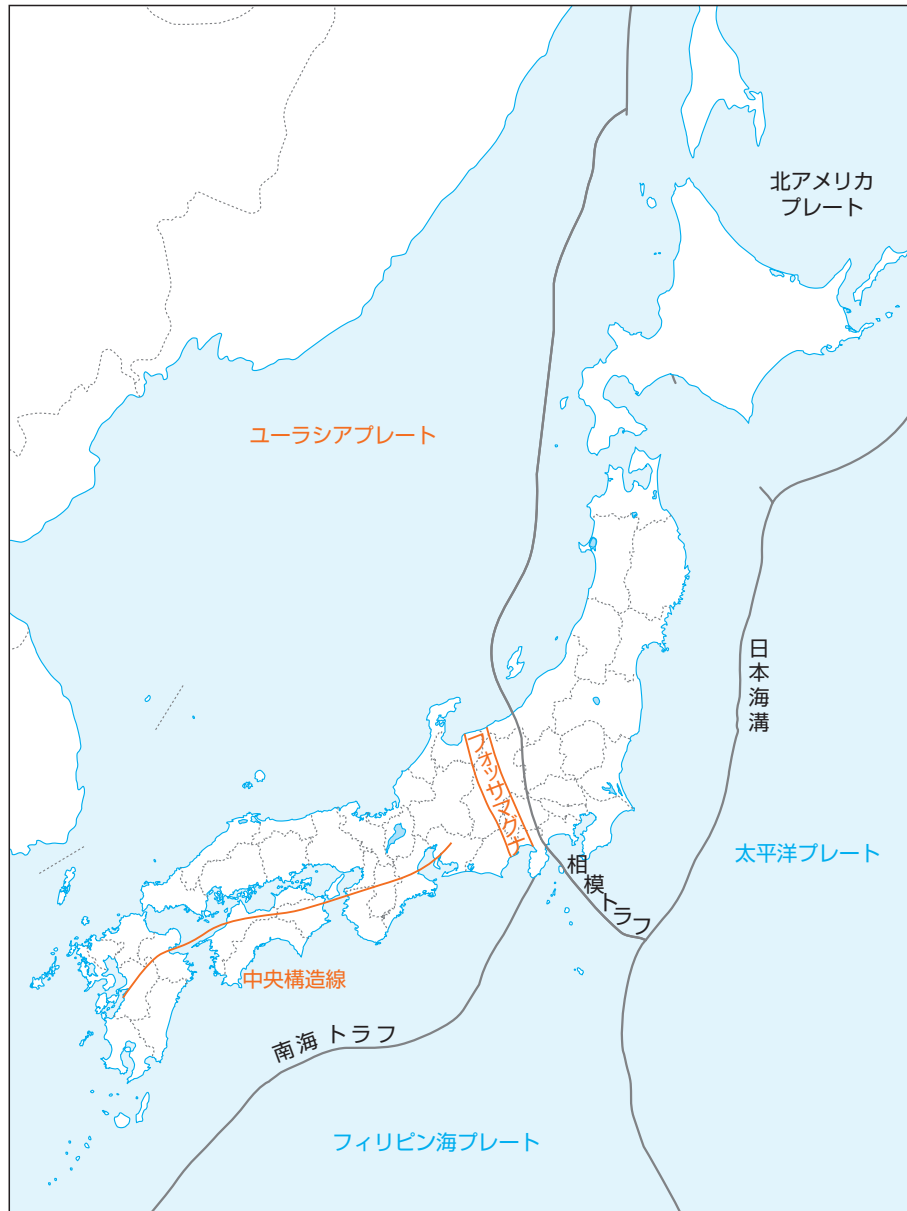 北アメリカ
プレート
ユーラシアプレート
日本海溝
フォッサマグナ
太平洋プレート
相模トラフ
中央構造線
南海トラフ
フィリピン海プレート